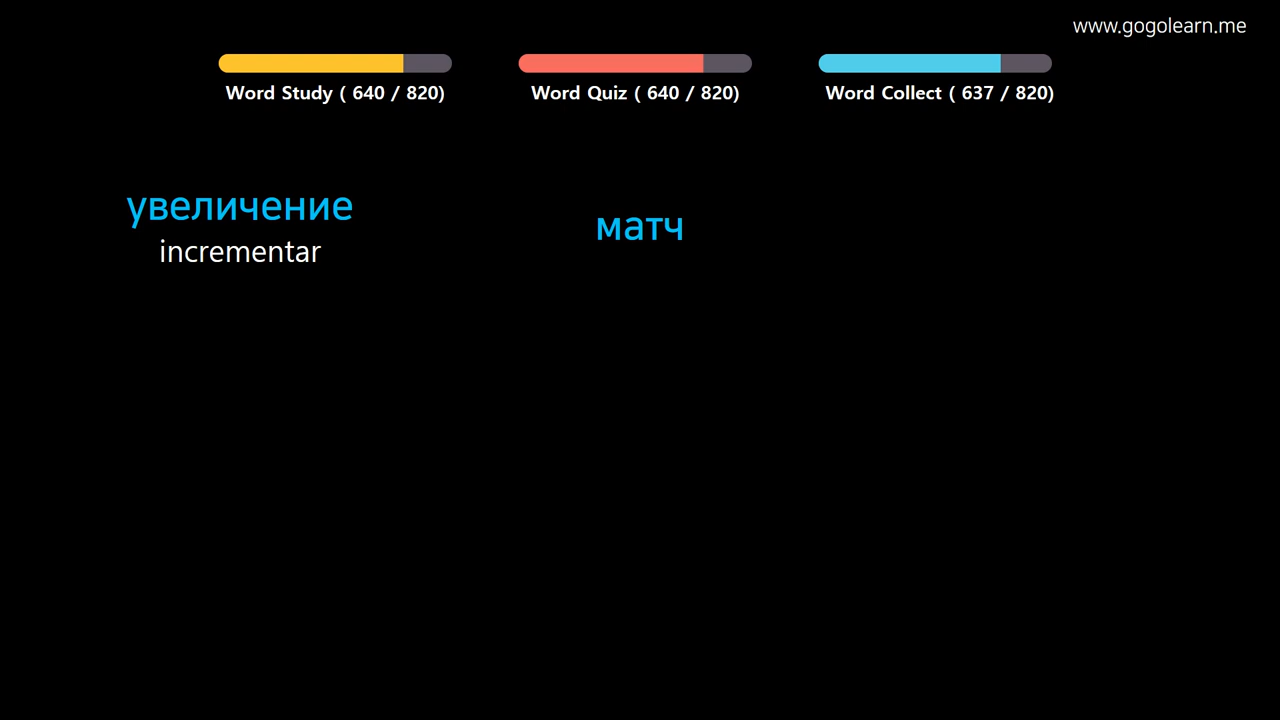 www.gogolearn.me
Word Study ( 640 / 820)
Word Quiz ( 640 / 820)
Word Collect ( 637 / 820)
увеличение
incrementar
матч